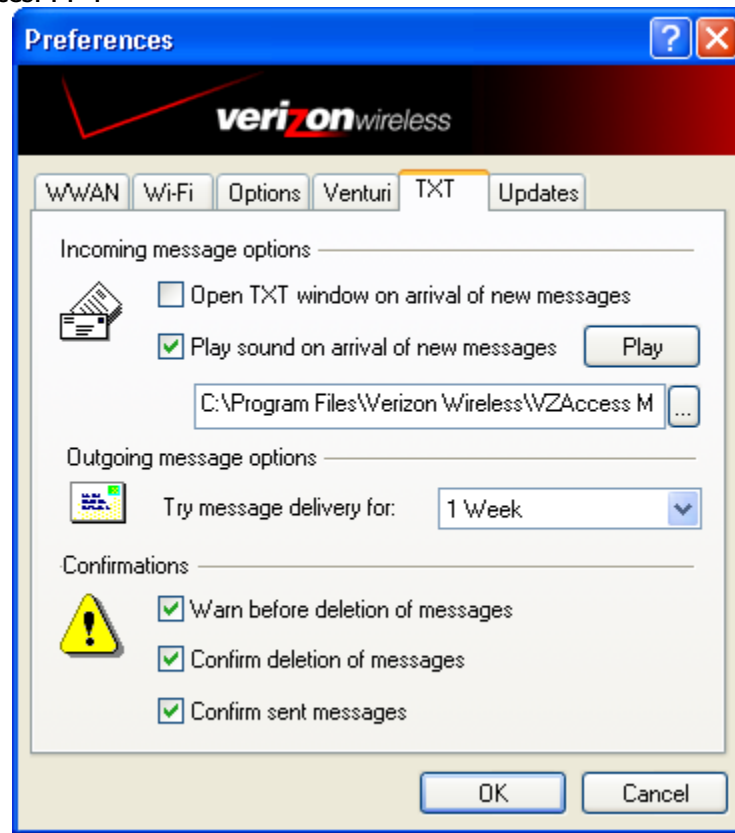 Preferences
verizonwireless
WWAN Wi-Fi Options Venturi TXT Updates
Incoming message options
Open TXT window on arrival of new messages
Play sound on arrival of new messages Play
C:\Program Files\Verizon Wireless\VZAccess M ...
Outgoing message options
Try message delivery for: 1 Week
Confirmations
Warn before deletion of messages
Confirm deletion of messages
Confirm sent messages
OK Cancel